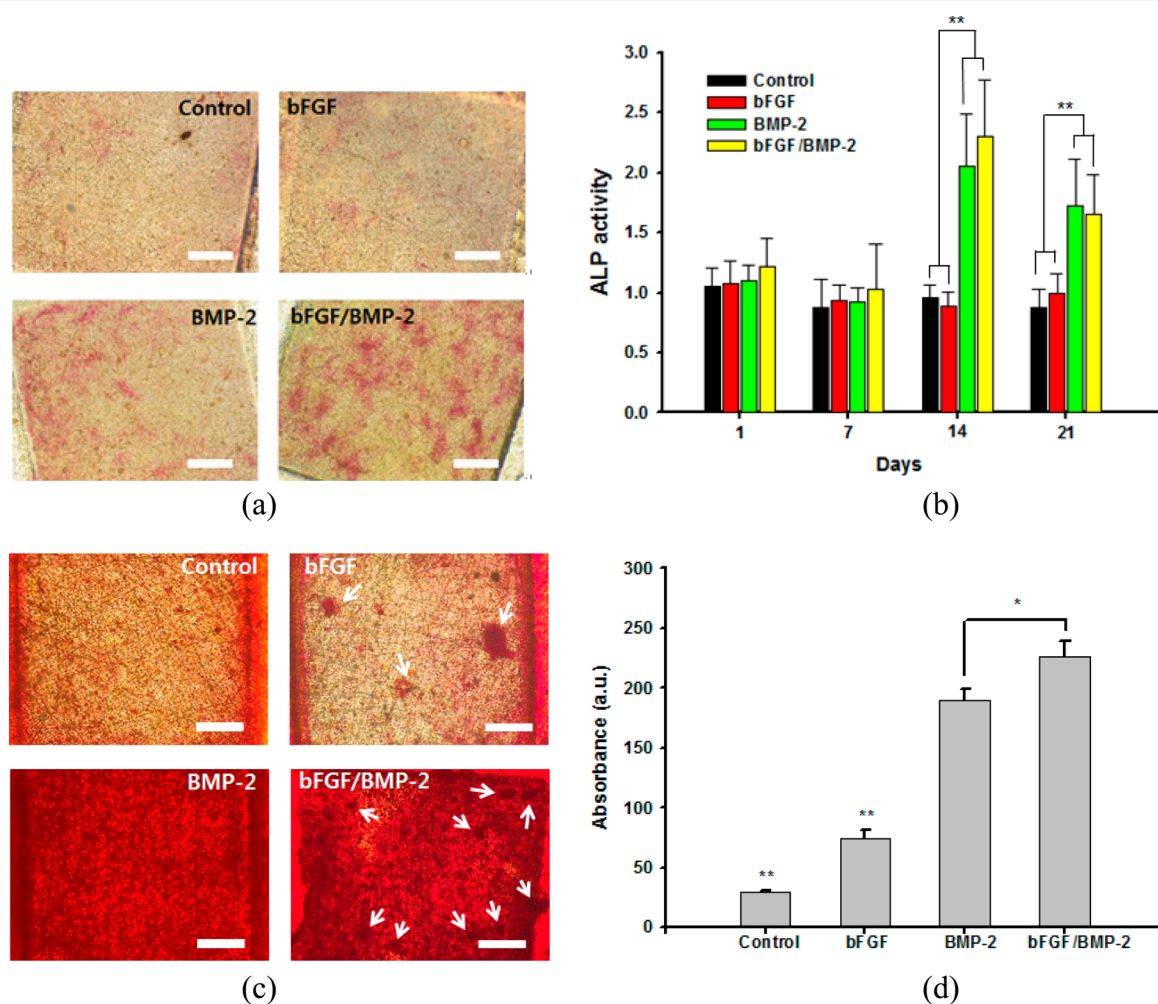 Control
bFGF
BMP-2
bFGF/BMP-2
(a)
**
**
3.0
2.5
2.0
1.5
1.0
0.5
0.0
ALP activity
Control
bFGF
BMP-2
bFGF/BMP-2
1
7
14
21
Days
(b)
Control
bFGF
BMP-2
bFGF/BMP-2
(c)
300
250
200
150
100
50
0
Absorbance (a.u.)
**
**
*
Control
bFGF
BMP-2
bFGF/BMP-2
(d)